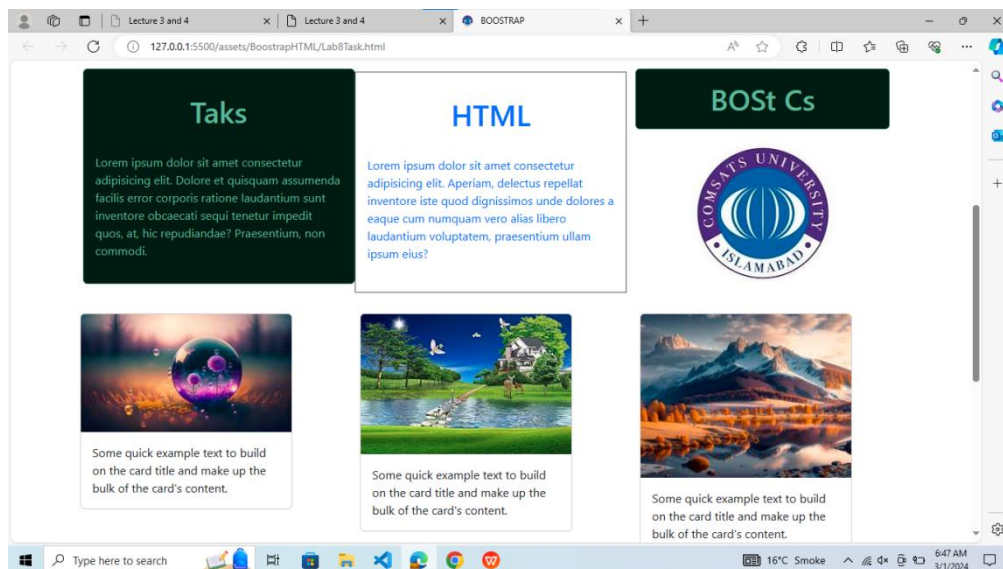 Lecture 3 and 4
Lecture 3 and 4
BOOSTRAP
127.0.0.1:5500/assets/BoostrapHTML/Lab8Task.html
Taks
Lorem ipsum dolor sit amet consectetur
adipisicing elit. Dolore et quisquam assumenda
facilis error corporis ratione laudantium sunt
inventore obcaecati sequi tenetur impedit
quos, at, hic repudiandae? Praesentium, non
commodi.
HTML
Lorem ipsum dolor sit amet consectetur
adipisicing elit. Aperiam, delectus repellat
inventore iste quod dignissimos unde dolores a
eaque cum numquam vero alias libero
laudantium voluptatem, praesentium ullam
ipsum eius?
BOSt Cs
COMSATS UNIVERSITY
ISLAMABAD
Some quick example text to build
on the card title and make up the
bulk of the card's content.
Some quick example text to build
on the card title and make up the
bulk of the card's content.
Some quick example text to build
on the card title and make up the
bulk of the card's content.
Type here to search
16°C Smoke
6:47 AM
3/1/2024